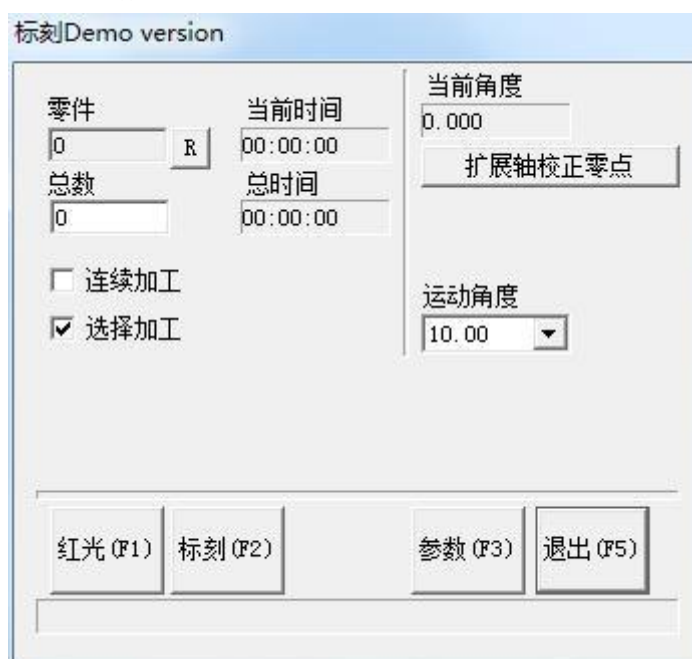 标刻Demo version
零件
0
R
当前时间
00:00:00
总数
0
总时间
00:00:00
连续加工
选择加工
当前角度
0.000
扩展轴校正零点
运动角度
10.00
红光(F1)
标刻(F2)
参数(F3)
退出(F5)